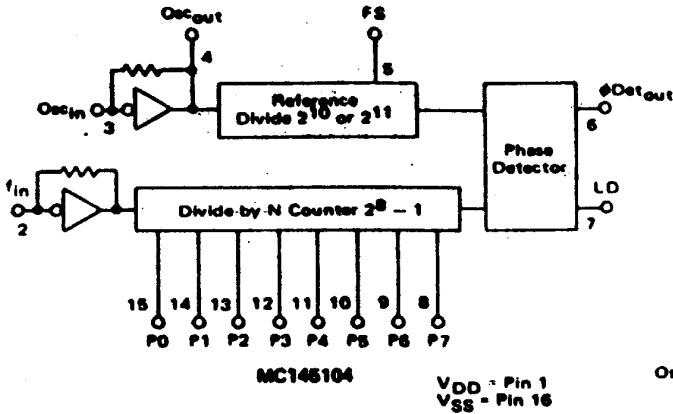 Osc_out
FS
4
5
Osc_in
3
Reference
Divide 2^10 or 2^11
ϕDet_out
6
Phase
Detector
f_in
2
Divide-by-N Counter 2^8 – 1
LD
7
15 14 13 12 11 10 9 8
P0 P1 P2 P3 P4 P5 P6 P7
MC145104
V_DD = Pin 1
V_SS = Pin 16